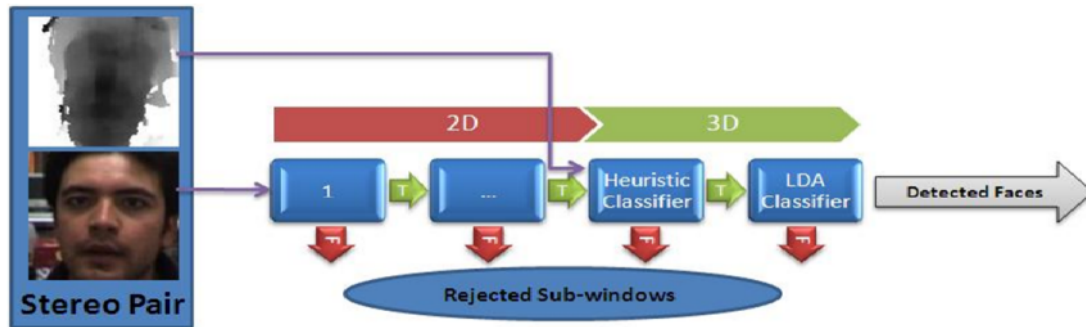 2D
3D
1
T
...
T
Heuristic
Classifier
T
LDA
Classifier
Detected Faces
F
F
F
F
Rejected Sub-windows
Stereo Pair